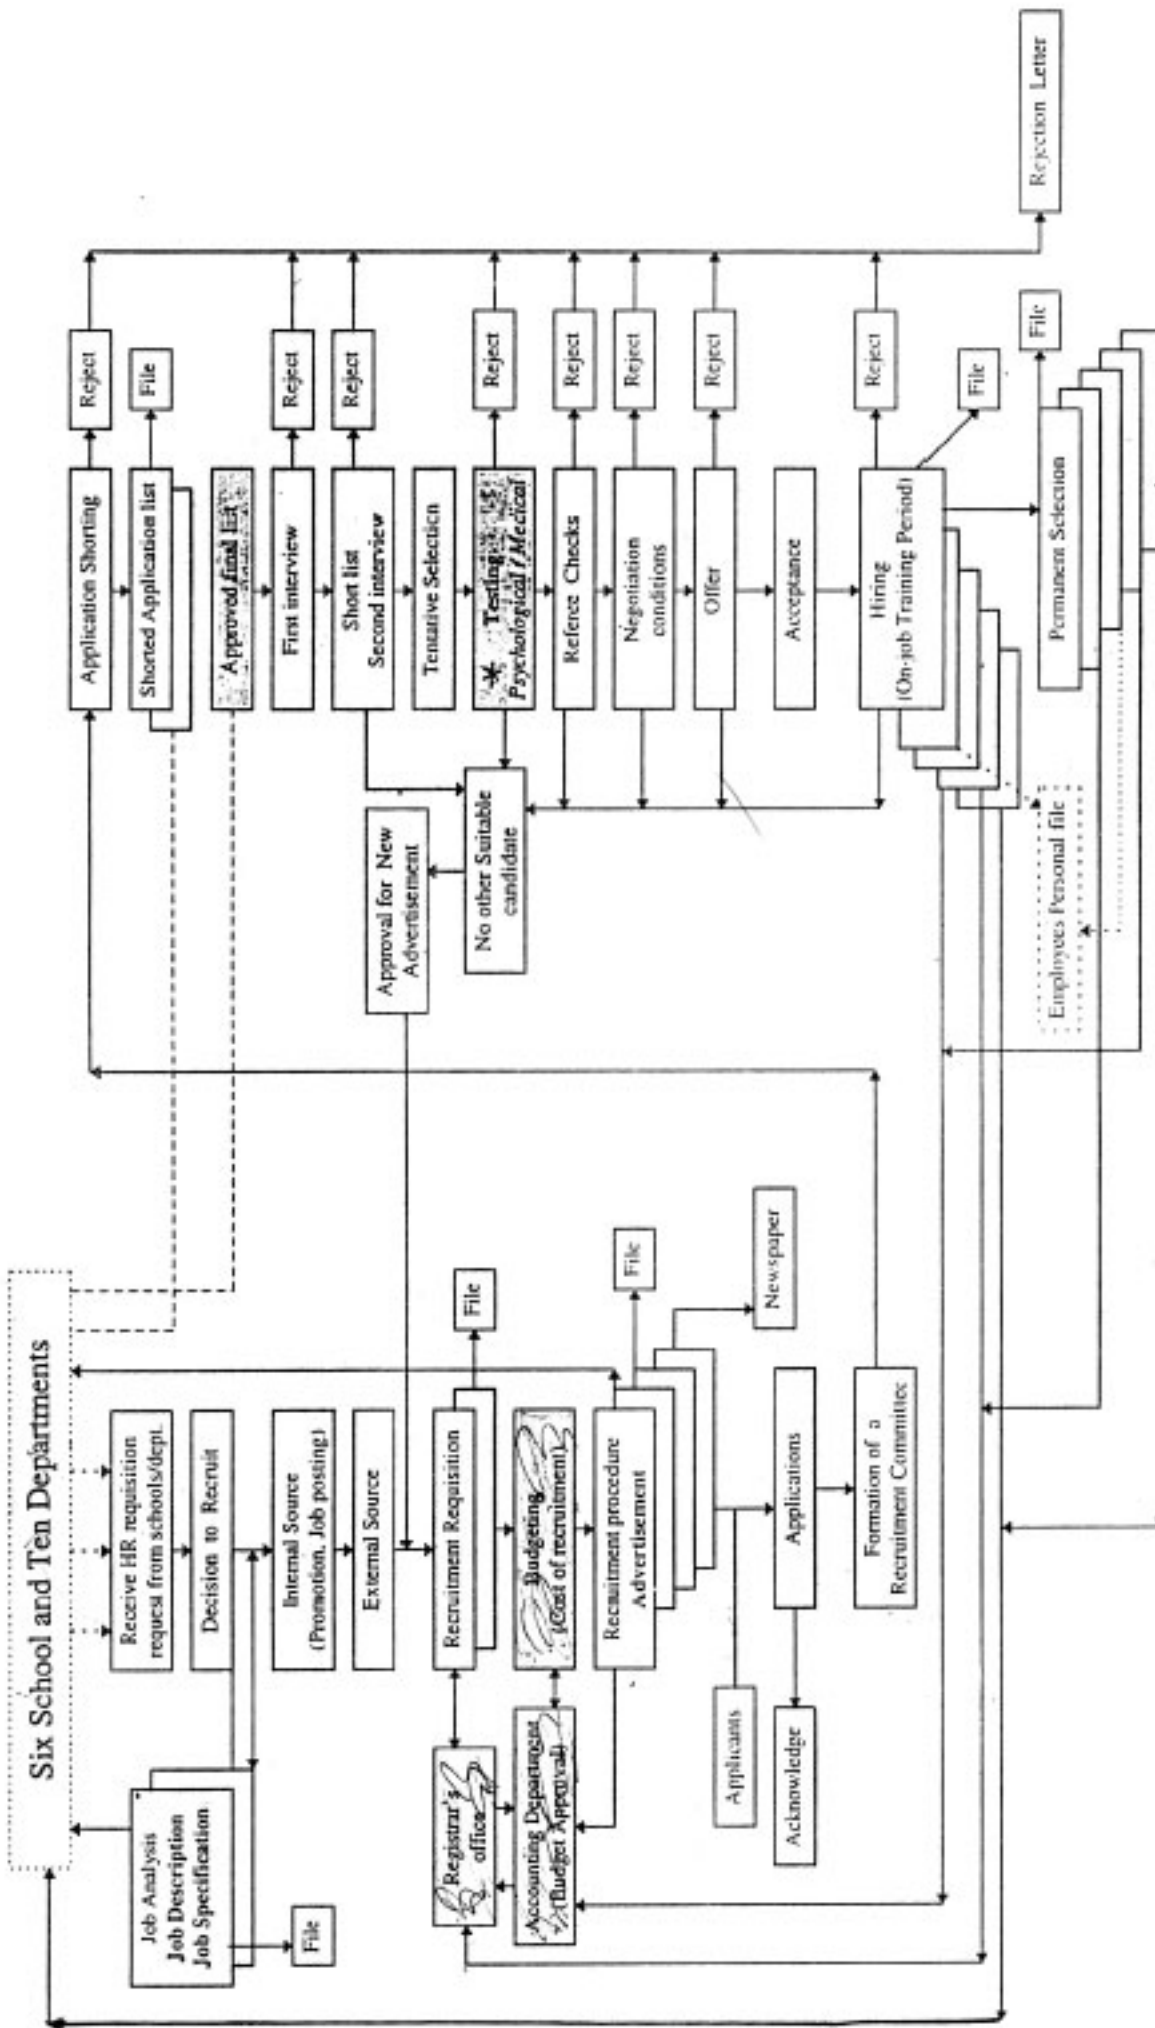 Six School and Ten Departments
Job Analysis
Job Description
Job Specification
File
Receive HR requisition
request from schools/dept.
Decision to Recruit
Internal Source
(Promotion, Job posting)
External Source
Recruitment Requisition
File
Registrar's
office
Budgeting
(Cost of recruitment)
Accounting Department
(Budget Approval)
Recruitment procedure
Advertisement
File
Newspaper
Applicants
Applications
Acknowledge
Formation of a
Recruitment Committee
Application Shorting
Reject
Shorted Application list
File
Approved final list
First interview
Reject
Short list
Second interview
Reject
Tentative Selection
Testing
Psychological / Medical
Reject
Reference Checks
Reject
Negotiation
conditions
Reject
Offer
Reject
Acceptance
Hiring
(On-job Training Period)
Reject
File
Approval for New
Advertisement
No other Suitable
candidate
Permanent Selection
File
Employees Personal file
Rejection Letter